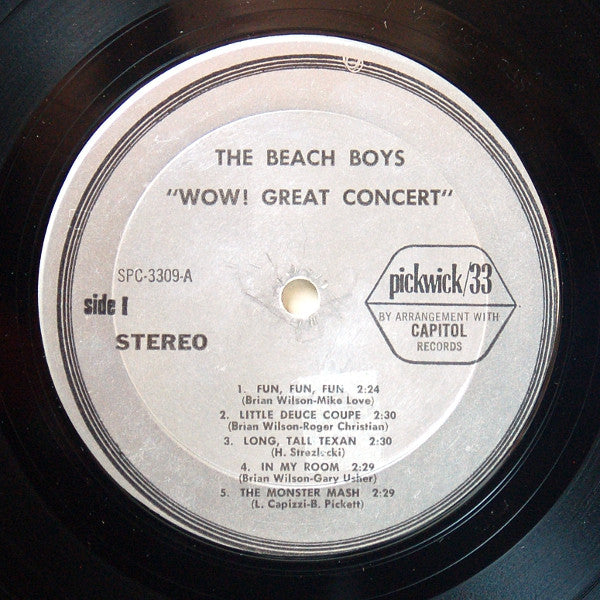 THE BEACH BOYS
"WOW! GREAT CONCERT"
SPC-3309-A
side 1
STEREO
pickwick/33
BY ARRANGEMENT WITH
CAPITOL
RECORDS
1. FUN, FUN, FUN 2:24
(Brian Wilson-Mike Love)
2. LITTLE DEUCE COUPE 2:30
(Brian Wilson-Roger Christian)
3. LONG, TALL TEXAN 2:30
(H. Strezlecki)
4. IN MY ROOM 2:29
(Brian Wilson-Gary Usher)
5. THE MONSTER MASH 2:29
(L. Capizzi-B. Pickett)